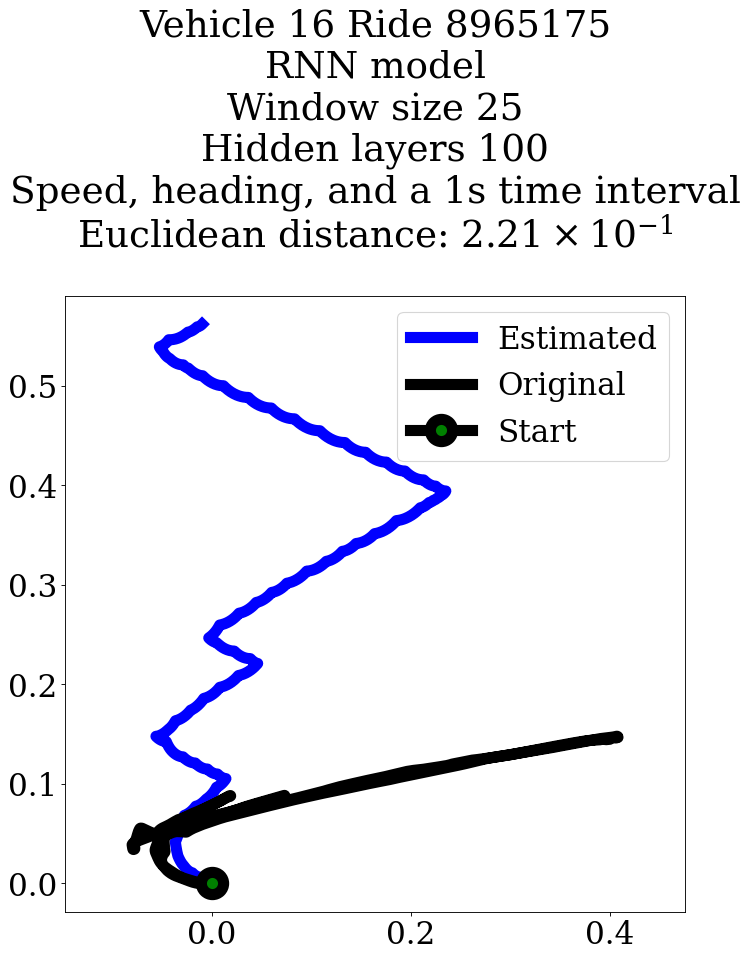 Vehicle 16 Ride 8965175
RNN model
Window size 25
Hidden layers 100
Speed, heading, and a 1s time interval
Euclidean distance: 2.21 × 10⁻¹
Estimated
Original
Start
0.5
0.4
0.3
0.2
0.1
0.0
0.0 0.2 0.4